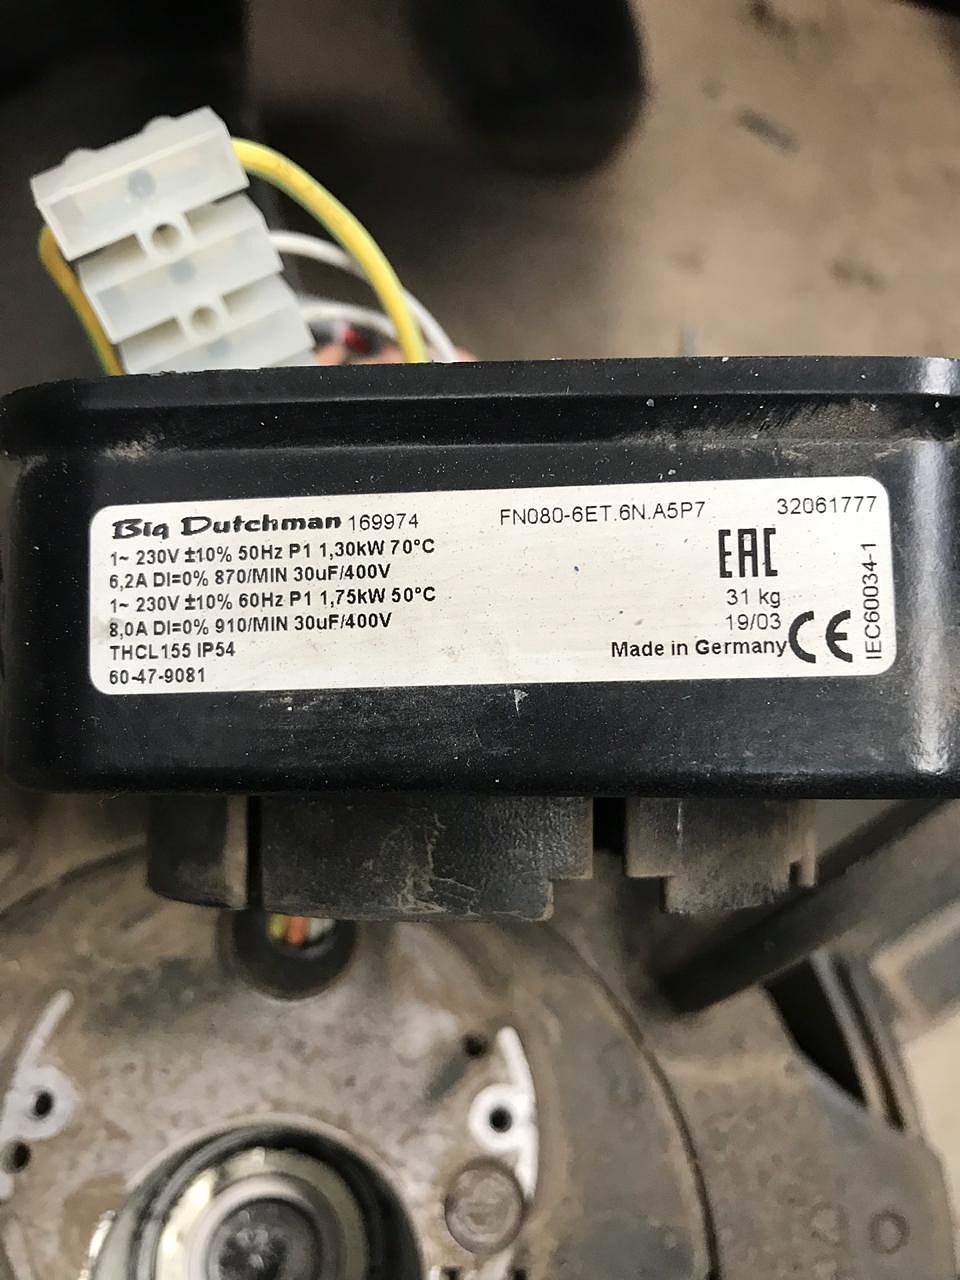 Big Dutchman 169974 FN080-6ET.6N.A5P7 32061777
1~ 230V ±10% 50Hz P1 1,30kW 70°C
6,2A DI=0% 870/MIN 30uF/400V
1~ 230V ±10% 60Hz P1 1,75kW 50°C
8,0A DI=0% 910/MIN 30uF/400V
THCL155 IP54
60-47-9081
EAC
31 kg
19/03
Made in Germany CE
IEC60034-1